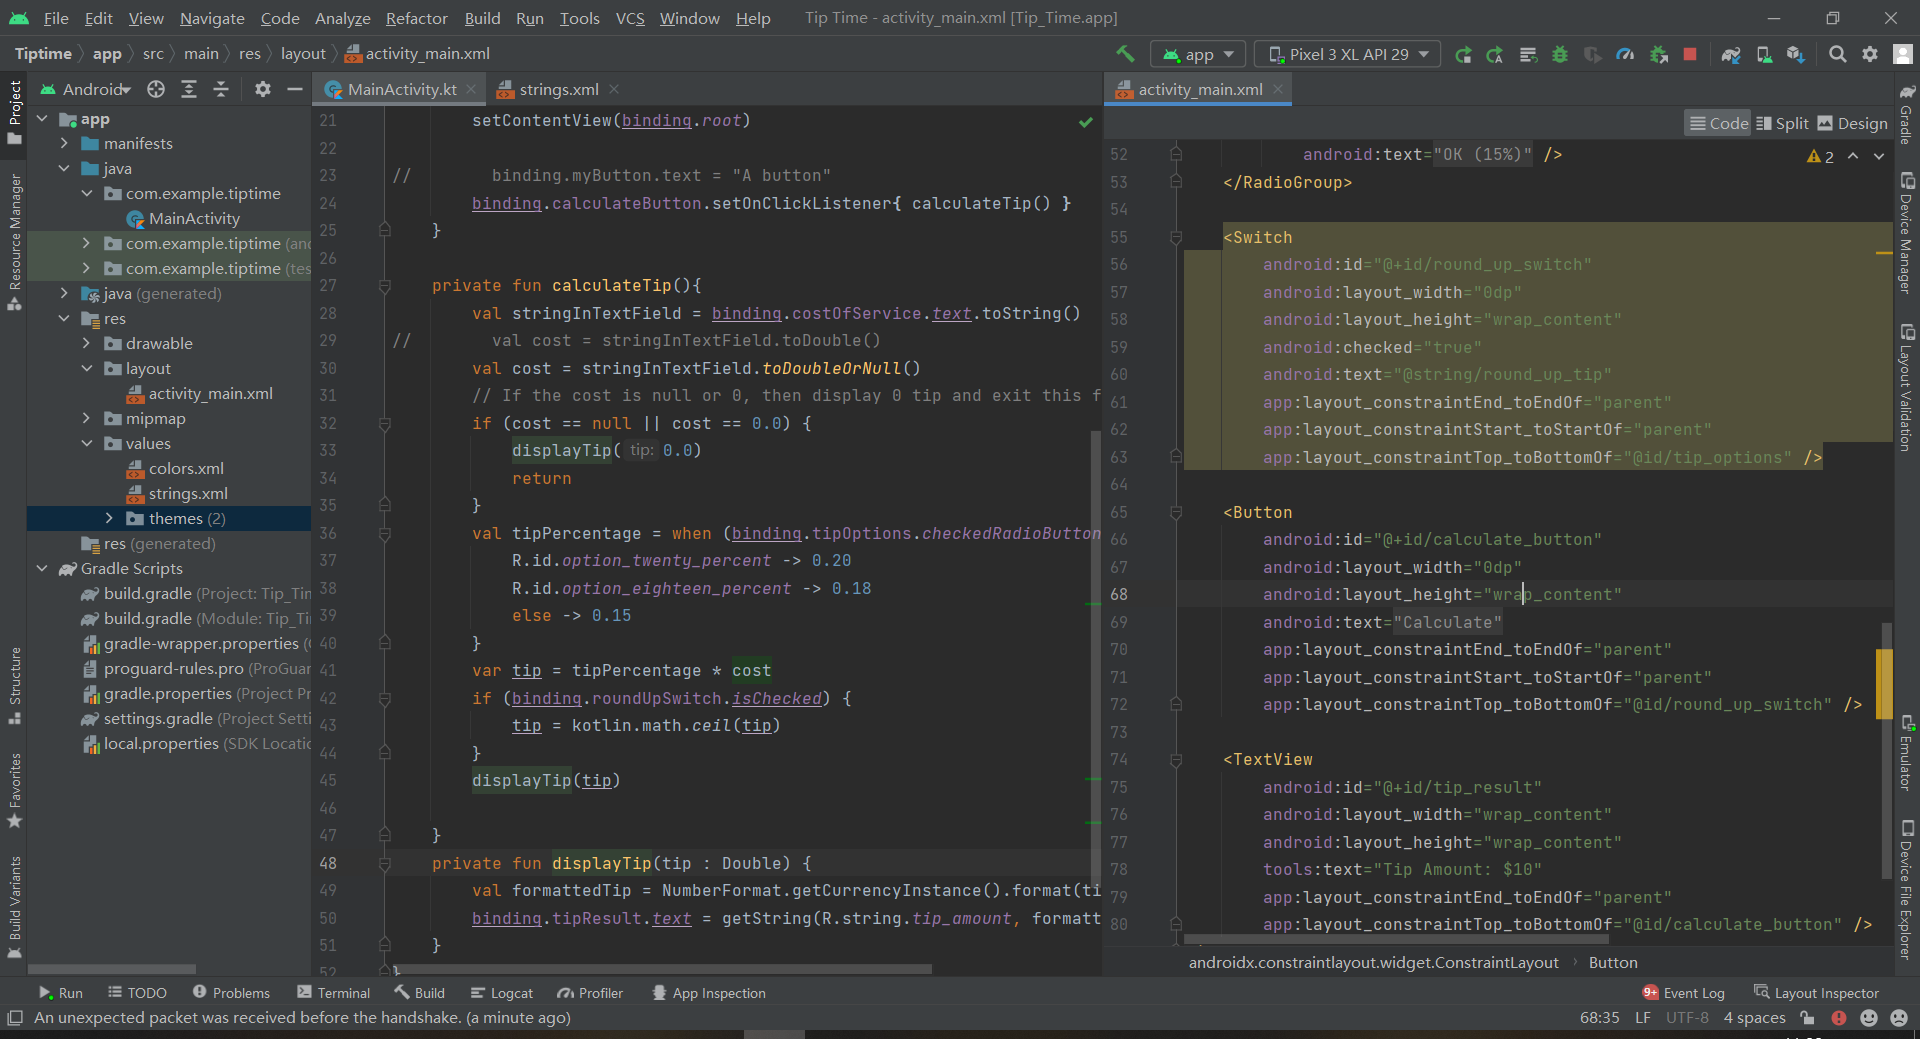 File Edit View Navigate Code Analyze Refactor Build Run Tools VCS Window Help Tip Time - activity_main.xml [Tip_Time.app]
Tiptime app src main res layout activity_main.xml app Pixel 3 XL API 29
Project
Resource Manager
Structure
Favorites
Build Variants
Android
app
manifests
java
com.example.tiptime
MainActivity
com.example.tiptime (anc
com.example.tiptime (tes
java (generated)
res
drawable
layout
activity_main.xml
mipmap
values
colors.xml
strings.xml
themes (2)
res (generated)
Gradle Scripts
build.gradle (Project: Tip_Tim
build.gradle (Module: Tip_Ti
gradle-wrapper.properties (
proguard-rules.pro (ProGuar
gradle.properties (Project Pr
settings.gradle (Project Setti
local.properties (SDK Locatic
MainActivity.kt strings.xml
21 setContentView(binding.root)
22
23 // binding.myButton.text = "A button"
24 binding.calculateButton.setOnClickListener{ calculateTip() }
25 }
26
27 private fun calculateTip(){
28 val stringInTextField = binding.costOfService.text.toString()
29 // val cost = stringInTextField.toDouble()
30 val cost = stringInTextField.toDoubleOrNull()
31 // If the cost is null or 0, then display 0 tip and exit this f
32 if (cost == null || cost == 0.0) {
33 displayTip( tip: 0.0)
34 return
35 }
36 val tipPercentage = when (binding.tipOptions.checkedRadioButton
37 R.id.option_twenty_percent -> 0.20
38 R.id.option_eighteen_percent -> 0.18
39 else -> 0.15
40 }
41 var tip = tipPercentage * cost
42 if (binding.roundUpSwitch.isChecked) {
43 tip = kotlin.math.ceil(tip)
44 }
45 displayTip(tip)
46
47 }
48 private fun displayTip(tip : Double) {
49 val formattedTip = NumberFormat.getCurrencyInstance().format(ti
50 binding.tipResult.text = getString(R.string.tip_amount, formatt
51 }
52 }
activity_main.xml
Code Split Design
2
52 android:text="OK (15%)" />
53 </RadioGroup>
54
55 <Switch
56 android:id="@+id/round_up_switch"
57 android:layout_width="0dp"
58 android:layout_height="wrap_content"
59 android:checked="true"
60 android:text="@string/round_up_tip"
61 app:layout_constraintEnd_toEndOf="parent"
62 app:layout_constraintStart_toStartOf="parent"
63 app:layout_constraintTop_toBottomOf="@id/tip_options" />
64
65 <Button
66 android:id="@+id/calculate_button"
67 android:layout_width="0dp"
68 android:layout_height="wrap_content"
69 android:text="Calculate"
70 app:layout_constraintEnd_toEndOf="parent"
71 app:layout_constraintStart_toStartOf="parent"
72 app:layout_constraintTop_toBottomOf="@id/round_up_switch" />
73
74 <TextView
75 android:id="@+id/tip_result"
76 android:layout_width="wrap_content"
77 android:layout_height="wrap_content"
78 tools:text="Tip Amount: $10"
79 app:layout_constraintEnd_toEndOf="parent"
80 app:layout_constraintTop_toBottomOf="@id/calculate_button" />
androidx.constraintlayout.widget.ConstraintLayout Button
Gradle
Device Manager
Layout Validation
Emulator
Device File Explorer
Run TODO Problems Terminal Build Logcat Profiler App Inspection 9+ Event Log Layout Inspector
An unexpected packet was received before the handshake. (a minute ago) 68:35 LF UTF-8 4 spaces